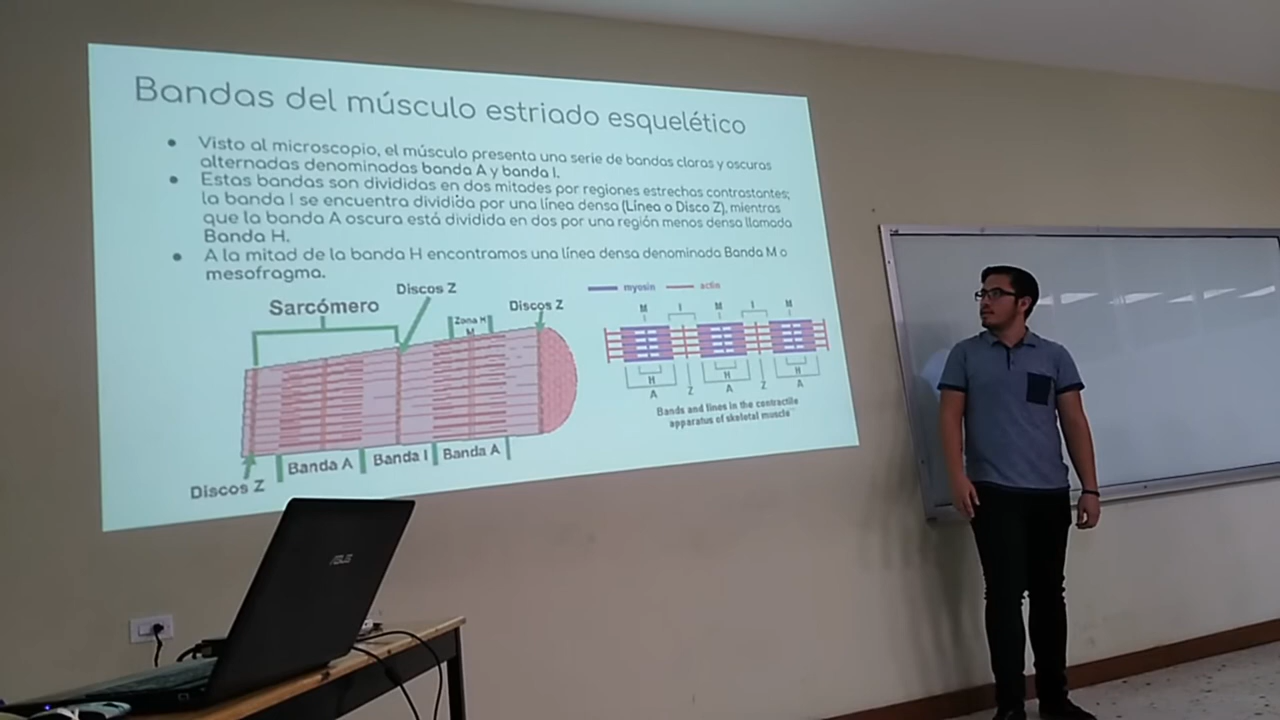 Bandas del músculo estriado esquelético
Visto al microscopio, el músculo presenta una serie de bandas claras y oscuras
alternadas denominadas banda A y banda I.
Estas bandas son divididas en dos mitades por regiones estrechas contrastantes;
la banda I se encuentra dividida por una línea densa (Línea o Disco Z), mientras
que la banda A oscura está dividida en dos por una región menos densa llamada
Banda H.
A la mitad de la banda H encontramos una línea densa denominada Banda M o
mesofragma.
Discos Z
Sarcómero
Zona H
M
Discos Z
Banda A
Banda I
Banda A
Discos Z
myosin
actin
M I M I M
H H H
A Z A Z A
Bands and lines in the contractile
apparatus of skeletal muscle
ASUS